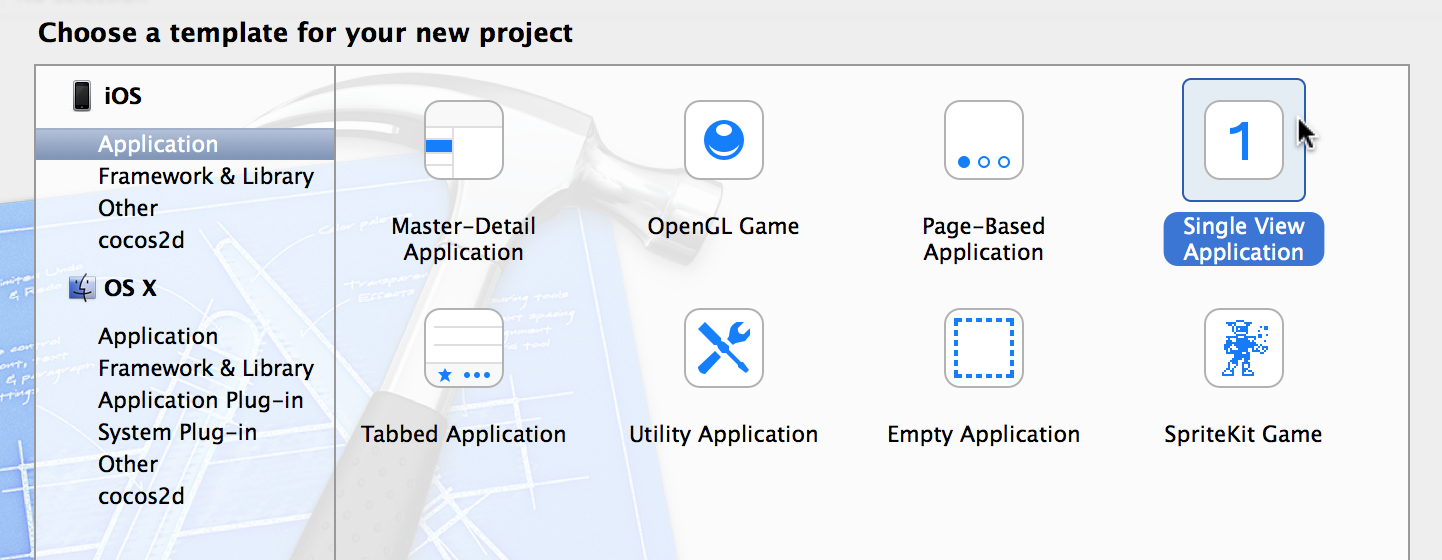 Choose a template for your new project
iOS
Application
Framework & Library
Other
cocos2d
OS X
Application
Framework & Library
Application Plug-in
System Plug-in
Other
cocos2d
Master-Detail
Application
OpenGL Game
Page-Based
Application
1
Single View
Application
Tabbed Application
Utility Application
Empty Application
SpriteKit Game